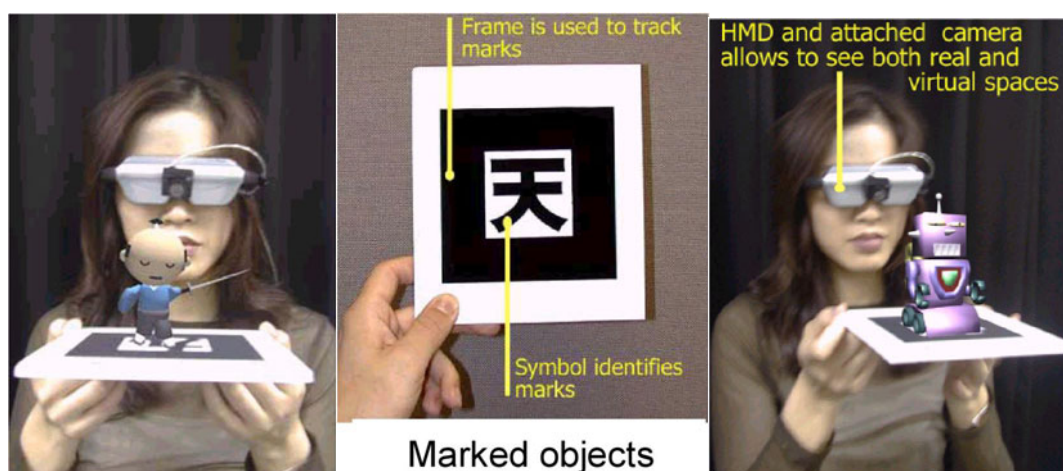 Frame is used to track
marks
天
Symbol identifies
marks
Marked objects
HMD and attached camera
allows to see both real and
virtual spaces